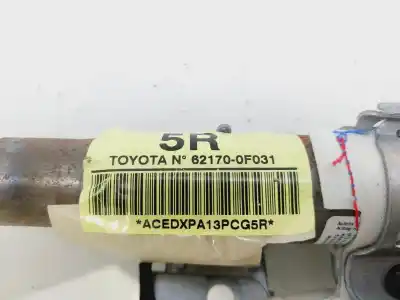 5R
TOYOTA N° 62170-0F031
*ACEDXPA13PCG5R*